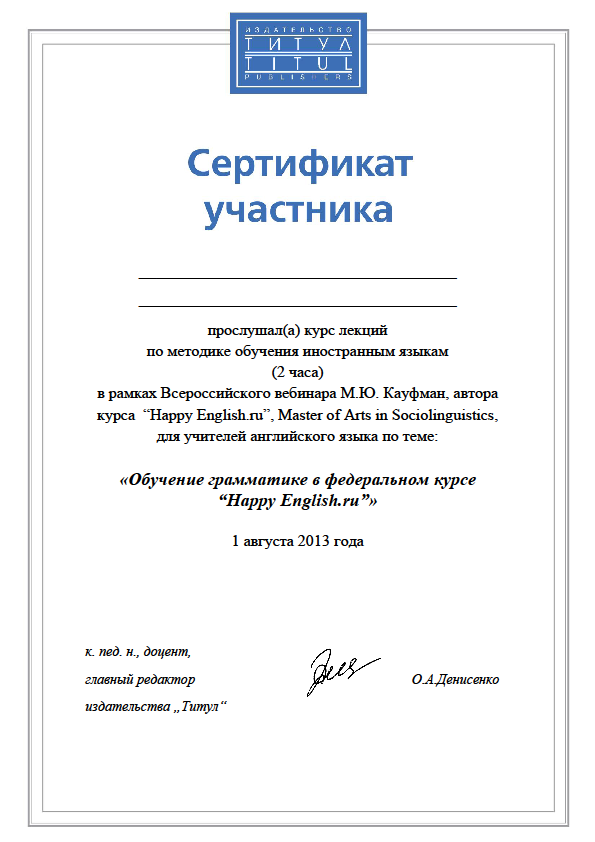 ИЗДАТЕЛЬСТВО
ТИТУЛ
TITUL
PUBLISHERS
Сертификат
участника
прослушал(а) курс лекций
по методике обучения иностранным языкам
(2 часа)
в рамках Всероссийского вебинара М.Ю. Кауфман, автора
курса “Happy English.ru”, Master of Arts in Sociolinguistics,
для учителей английского языка по теме:
«Обучение грамматике в федеральном курсе
“Happy English.ru”»
1 августа 2013 года
к. пед. н., доцент,
главный редактор О.А.Денисенко
издательства „Титул“